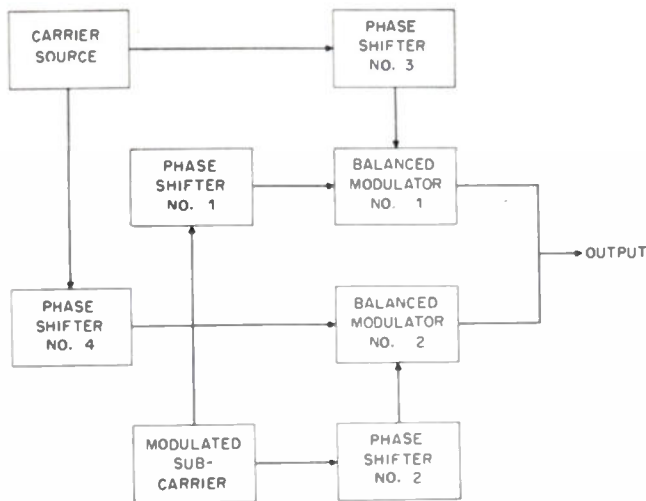 CARRIER
SOURCE
PHASE
SHIFTER
NO. 3
PHASE
SHIFTER
NO. 1
BALANCED
MODULATOR
NO. 1
OUTPUT
PHASE
SHIFTER
NO. 4
BALANCED
MODULATOR
NO. 2
MODULATED
SUB-
CARRIER
PHASE
SHIFTER
NO. 2